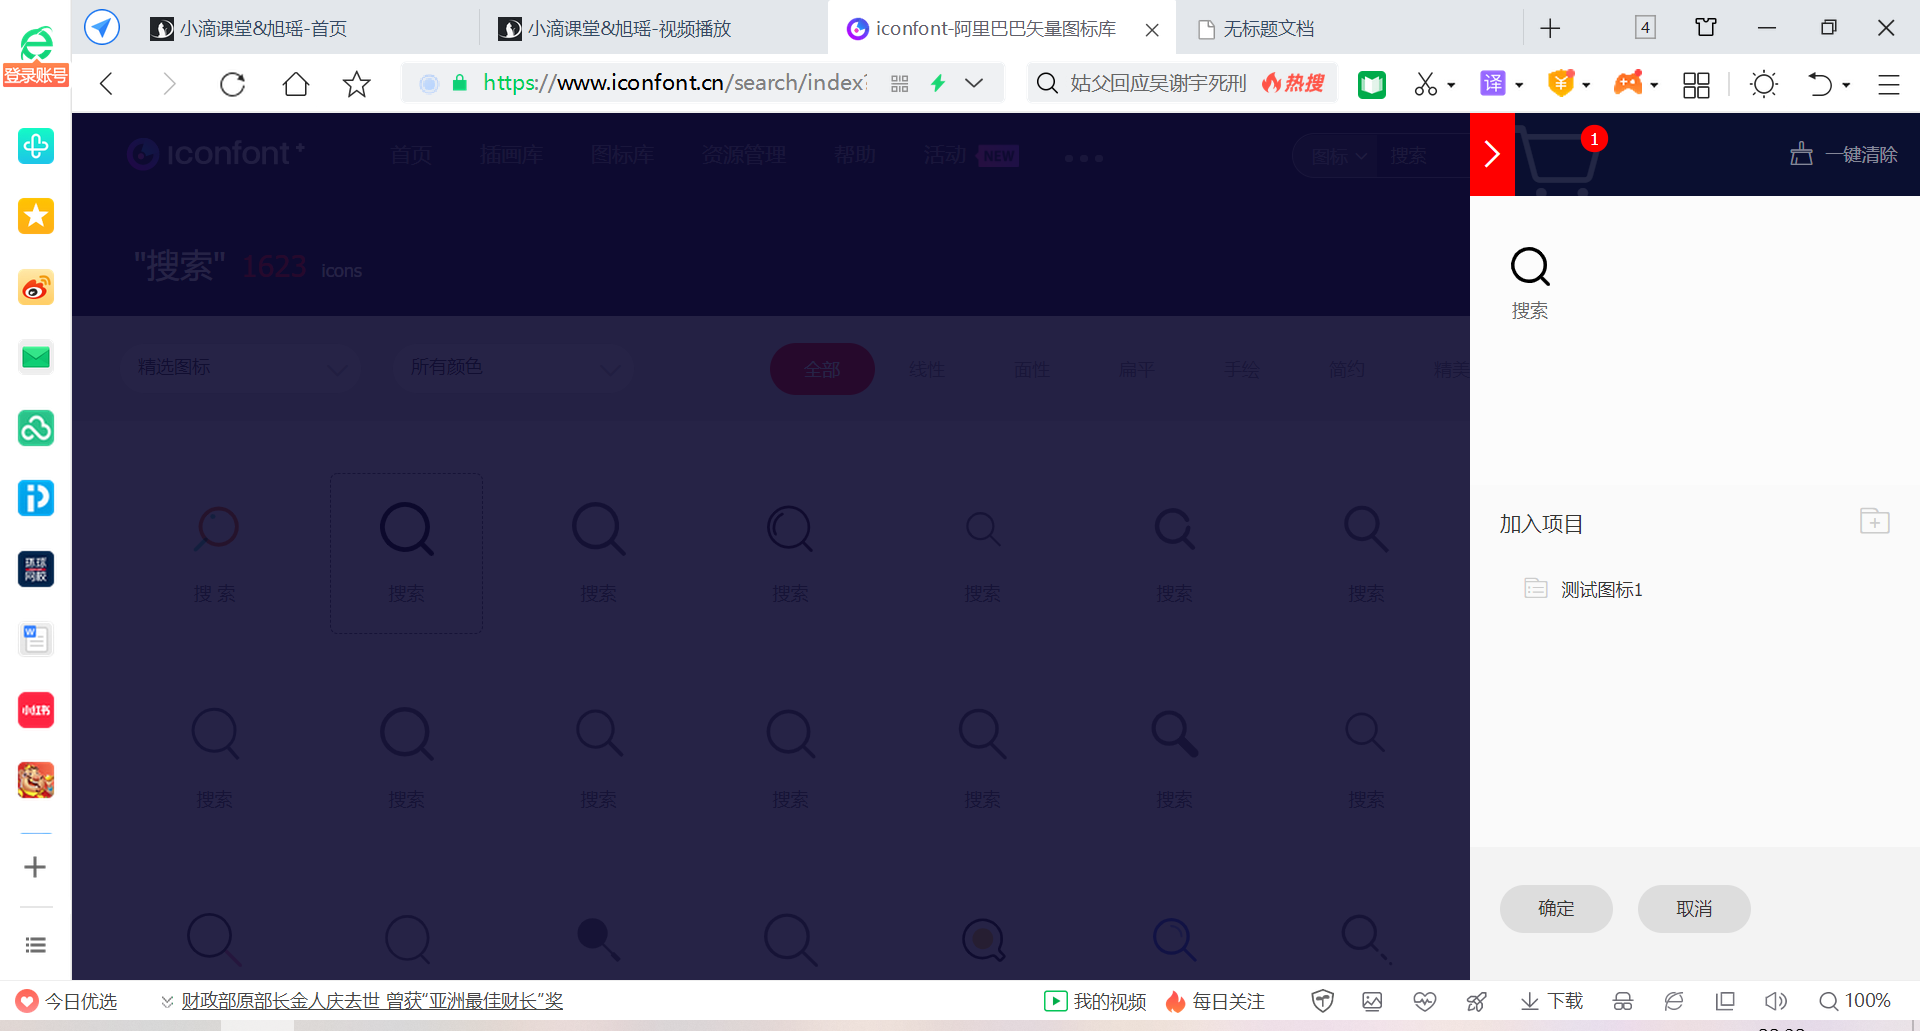 小滴课堂&旭瑶-首页
小滴课堂&旭瑶-视频播放
iconfont-阿里巴巴矢量图标库
无标题文档
4
登录账号
https://www.iconfont.cn/search/index?
姑父回应吴谢宇死刑
热搜
译
iconfont+
首页
插画库
图标库
资源管理
帮助
活动
NEW
图标
搜索
1
一键清除
"搜索" 1623 icons
搜索
精选图标
所有颜色
全部
线性
面性
扁平
手绘
简约
精美
加入项目
测试图标1
搜 索
搜索
搜索
搜索
搜索
搜索
搜索
搜索
搜索
搜索
搜索
搜索
搜索
搜索
环球网校
小红书
确定
取消
今日优选
财政部原部长金人庆去世 曾获“亚洲最佳财长”奖
我的视频
每日关注
下载
100%